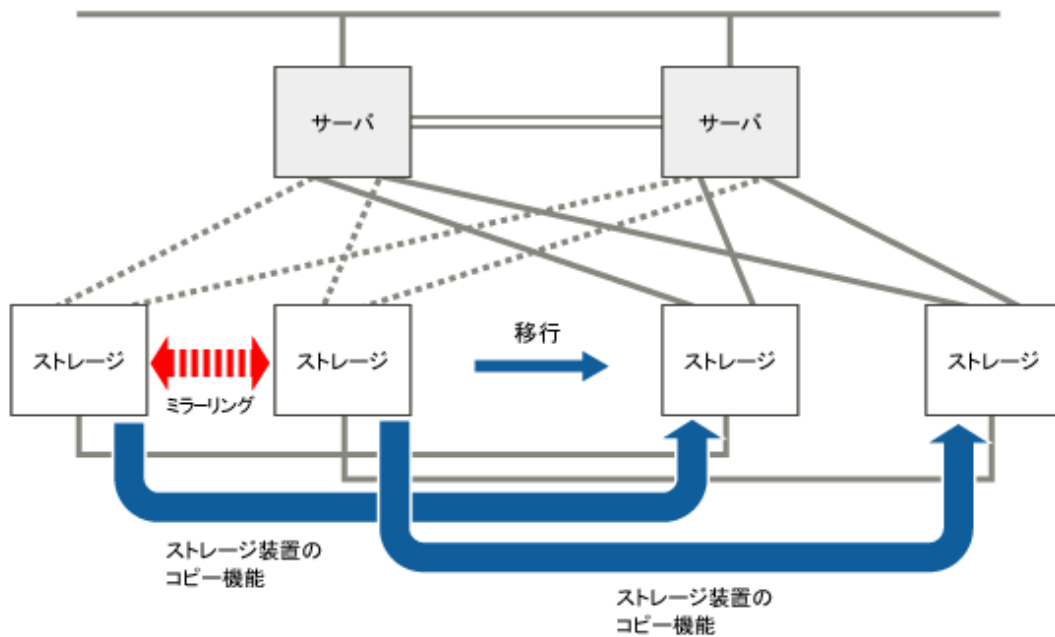 サーバ
サーバ
ストレージ
ミラーリング
ストレージ
移行
ストレージ
ストレージ
ストレージ装置の
コピー機能
ストレージ装置の
コピー機能